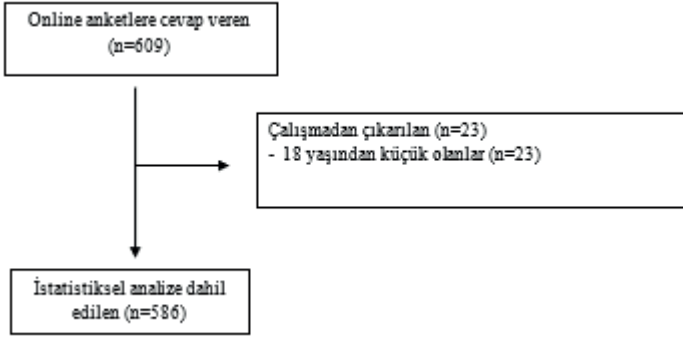 Online anketlere cevap veren
(n=609)
Çalışmadan çıkarılan (n=23)
- 18 yaşından küçük olanlar (n=23)
İstatistiksel analize dahil
edilen (n=586)